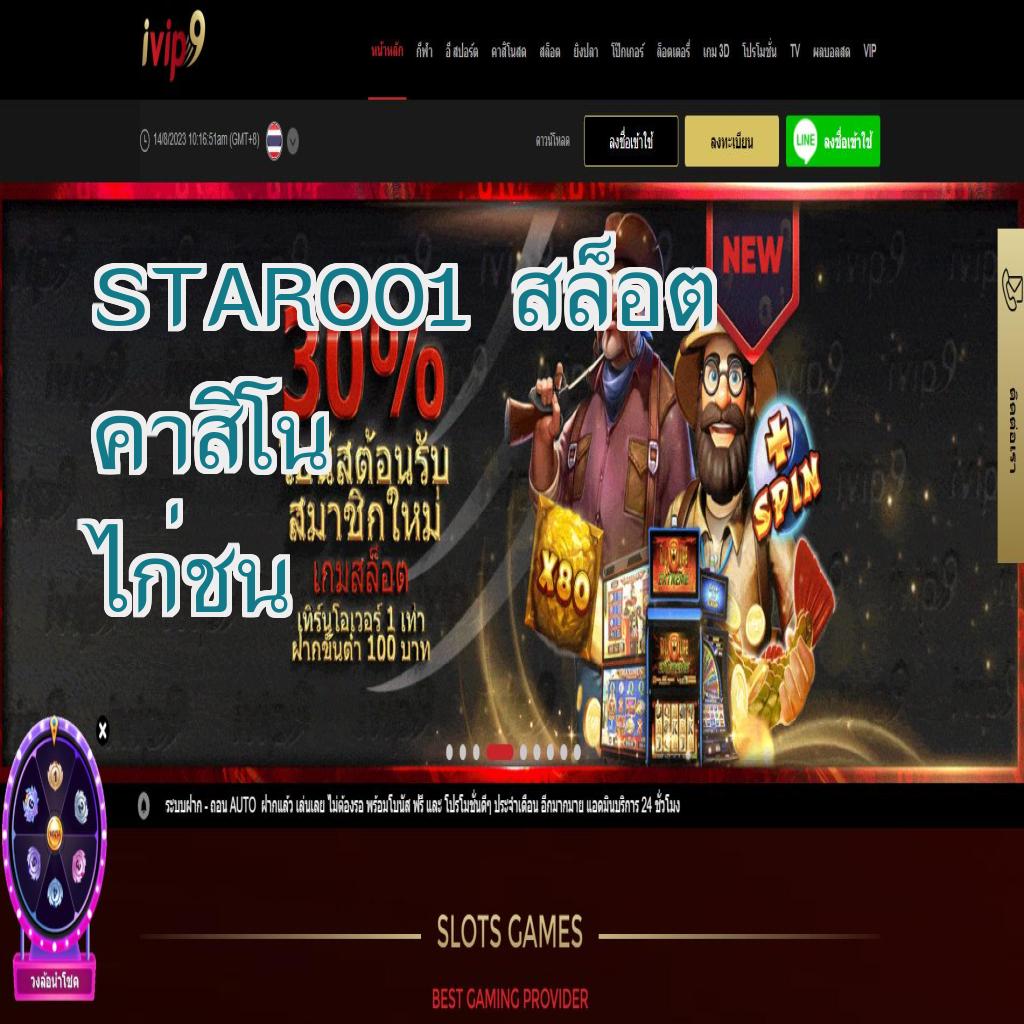 ivip9
หน้าหลัก กีฬา อีสปอร์ต คาสิโนสด สล็อต ยิงปลา โป๊กเกอร์ ล็อตเตอรี่ เกม 3D โปรโมชั่น TV ผลบอลสด VIP
14/8/2023 10:16:51am (GMT+8)
ดาวน์โหลด ลงชื่อเข้าใช้ ลงทะเบียน LINE ลงชื่อเข้าใช้
NEW
STAR001 สล็อต
คาสิโน
ไก่ชน
30%
โบนัสต้อนรับ
สมาชิกใหม่
เกมสล็อต
เทิร์นโอเวอร์ 1 เท่า
ฝากขั้นต่ำ 100 บาท
+
SPIN
X80
EXTREME
ติดต่อเรา
X
ระบบฝาก - ถอน AUTO ฝากแล้ว เล่นเลย ไม่ต้องรอ พร้อมโบนัส ฟรี และ โปรโมชั่นดีๆ ประจำเดือน อีกมากมาย แอดมินบริการ 24 ชั่วโมง
วงล้อนำโชค
SLOTS GAMES
BEST GAMING PROVIDER